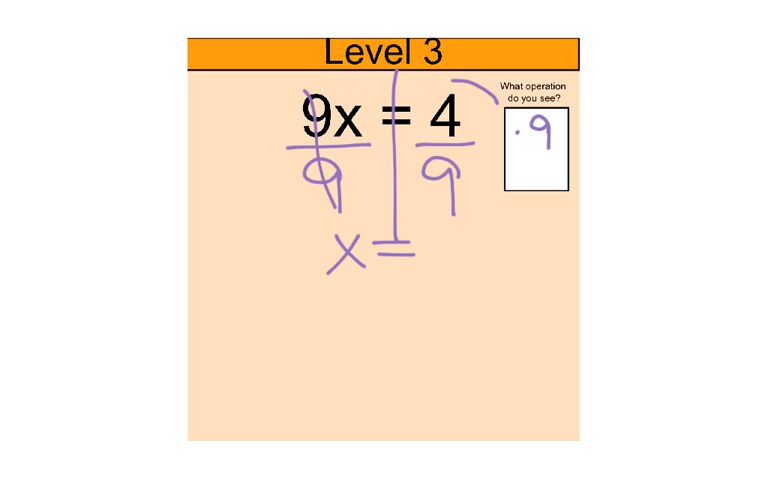 Level 3
What operation
do you see?
9x = 4
· 9
9 9
x =